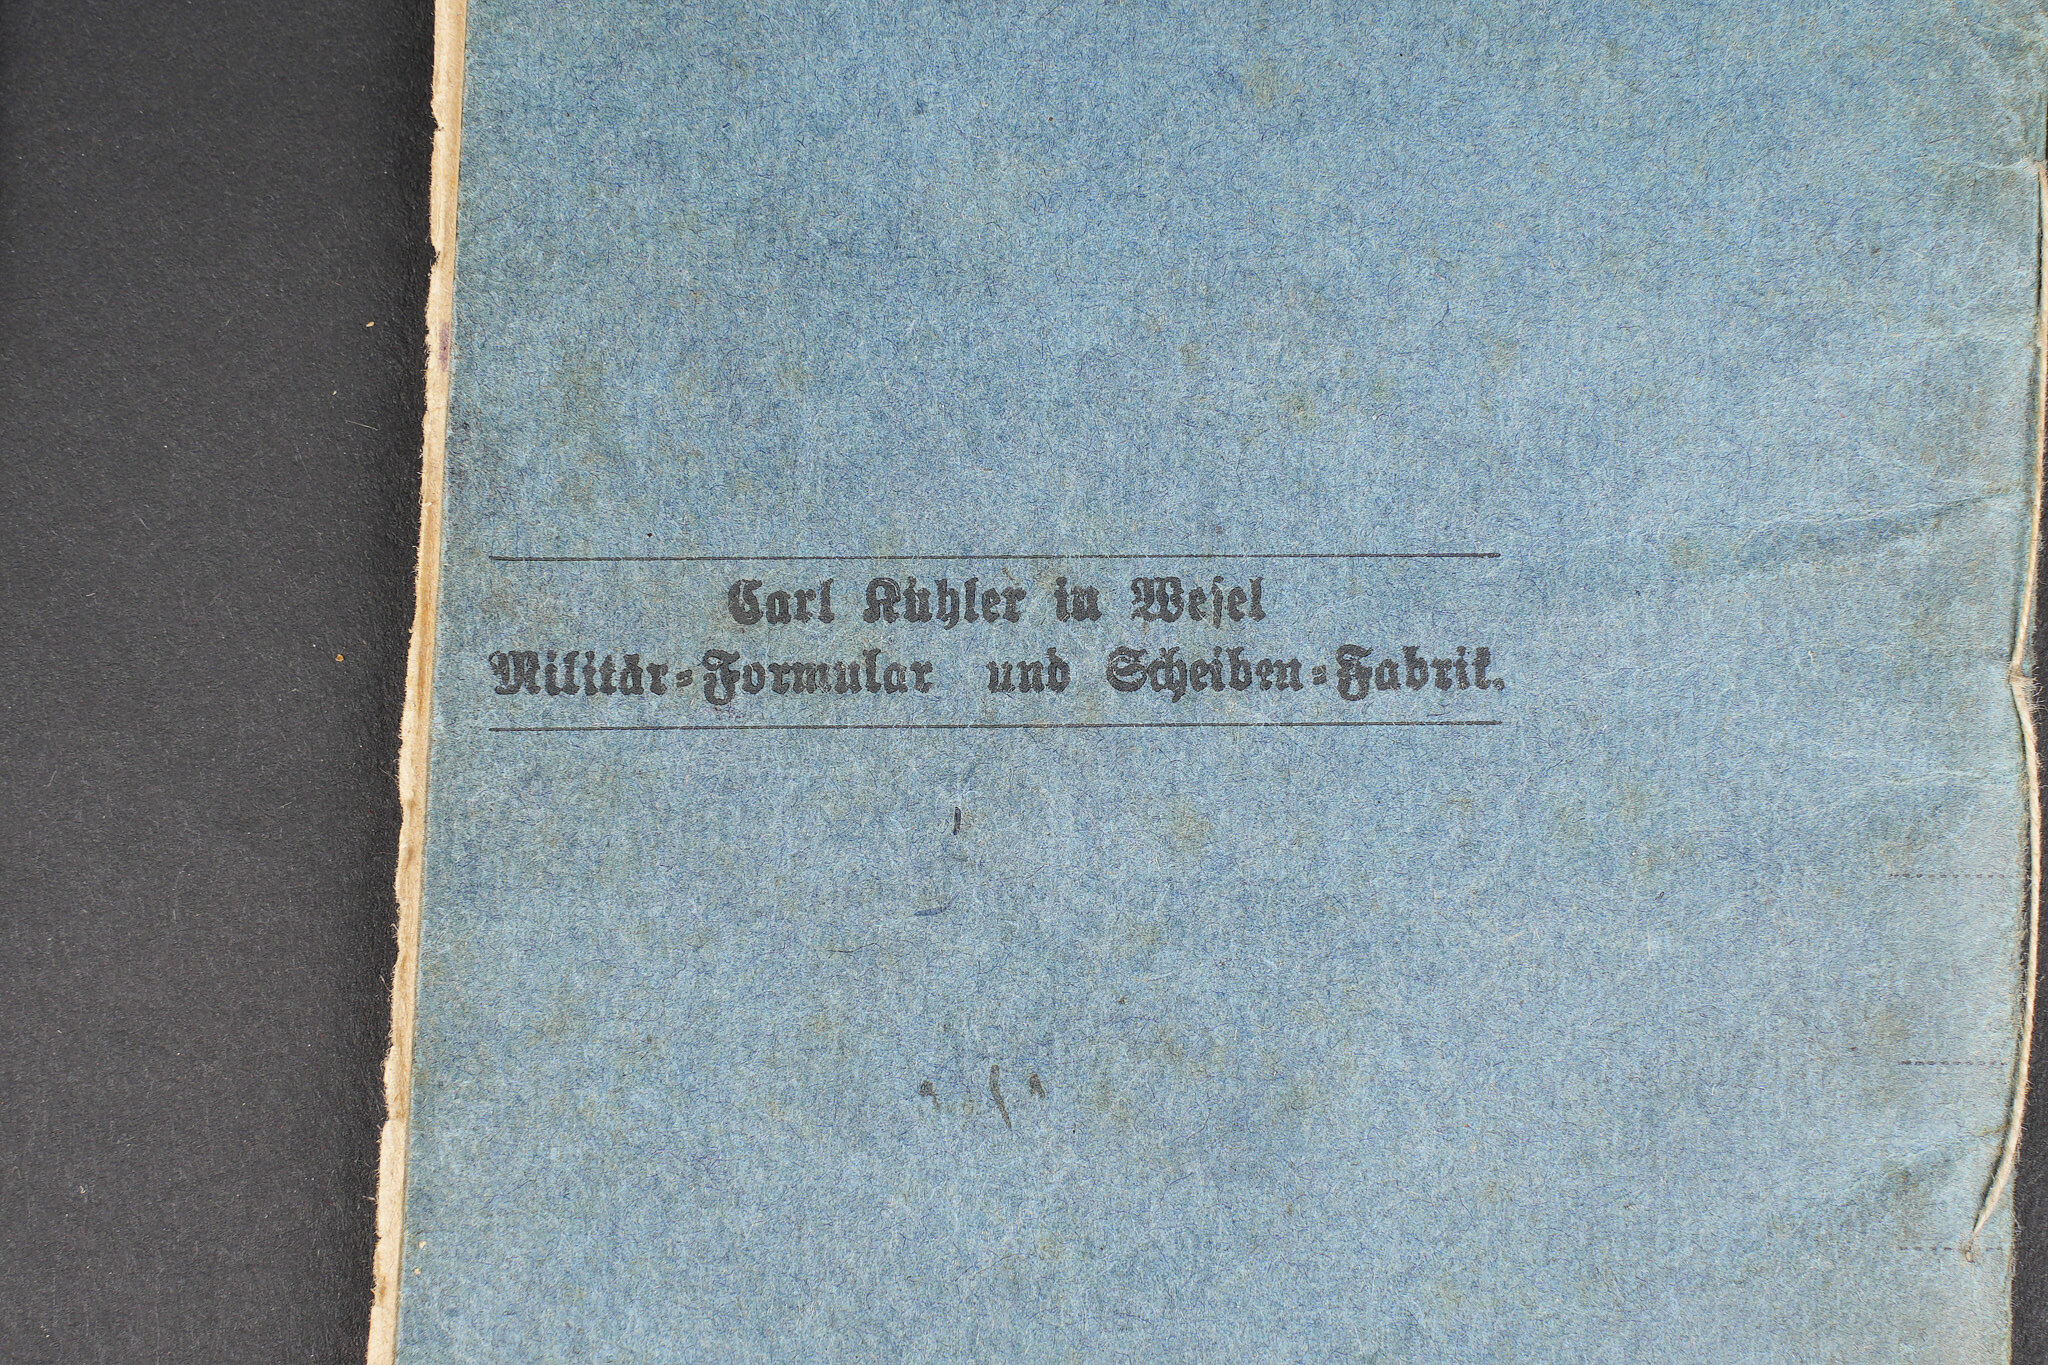 Carl Kühler in Wesel
Militär-Formular und Scheiben-Fabrik.